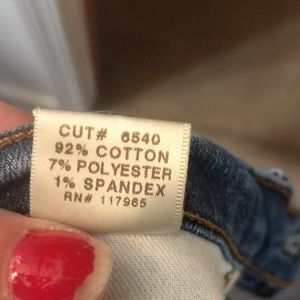 CUT# 6540
92% COTTON
7% POLYESTER
1% SPANDEX
RN# 117965